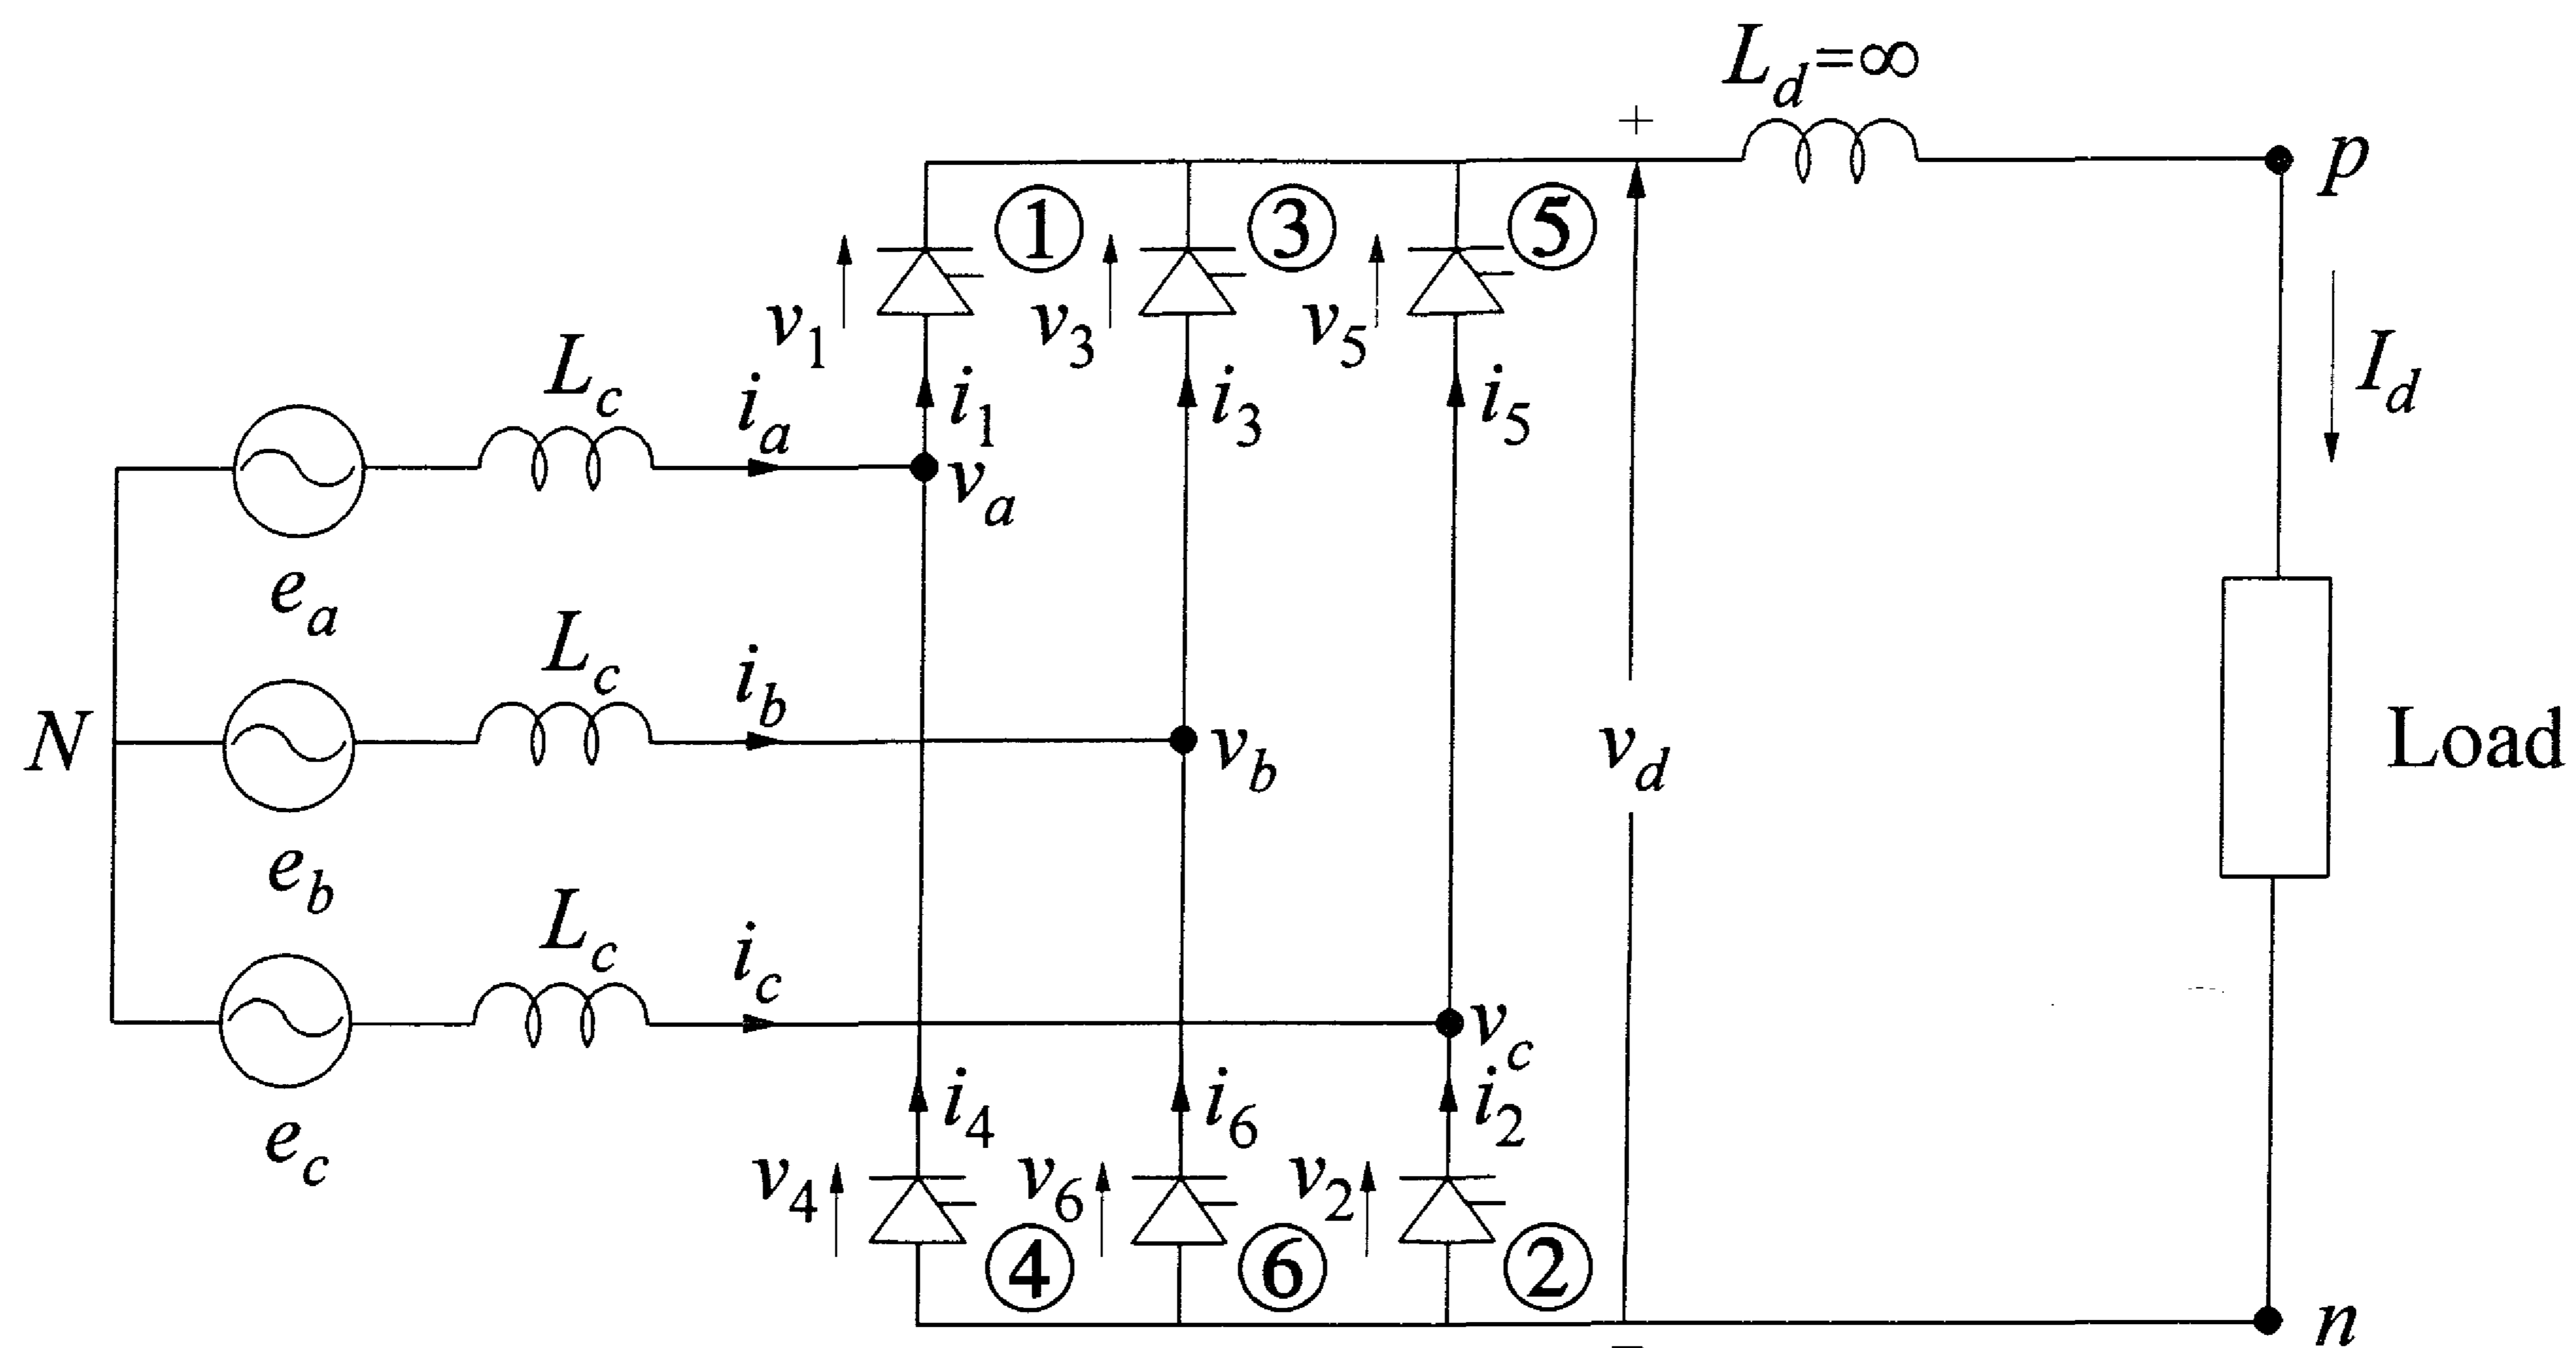 L_d=∞
+
p
① ③ ⑤
v_1 v_3 v_5
L_c i_a i_1 i_3 i_5
I_d
v_a
e_a
L_c i_b
N v_b v_d Load
e_b
L_c i_c
v_c
e_c
i_4 i_6 i_2
v_4 v_6 v_2
④ ⑥ ②
n
−